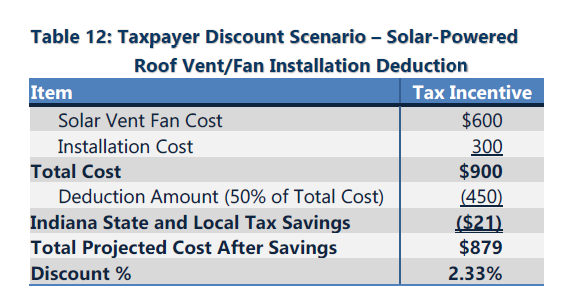 Table 12: Taxpayer Discount Scenario – Solar-Powered
Roof Vent/Fan Installation Deduction
Item Tax Incentive
Solar Vent Fan Cost $600
Installation Cost 300
Total Cost $900
Deduction Amount (50% of Total Cost) (450)
Indiana State and Local Tax Savings ($21)
Total Projected Cost After Savings $879
Discount % 2.33%